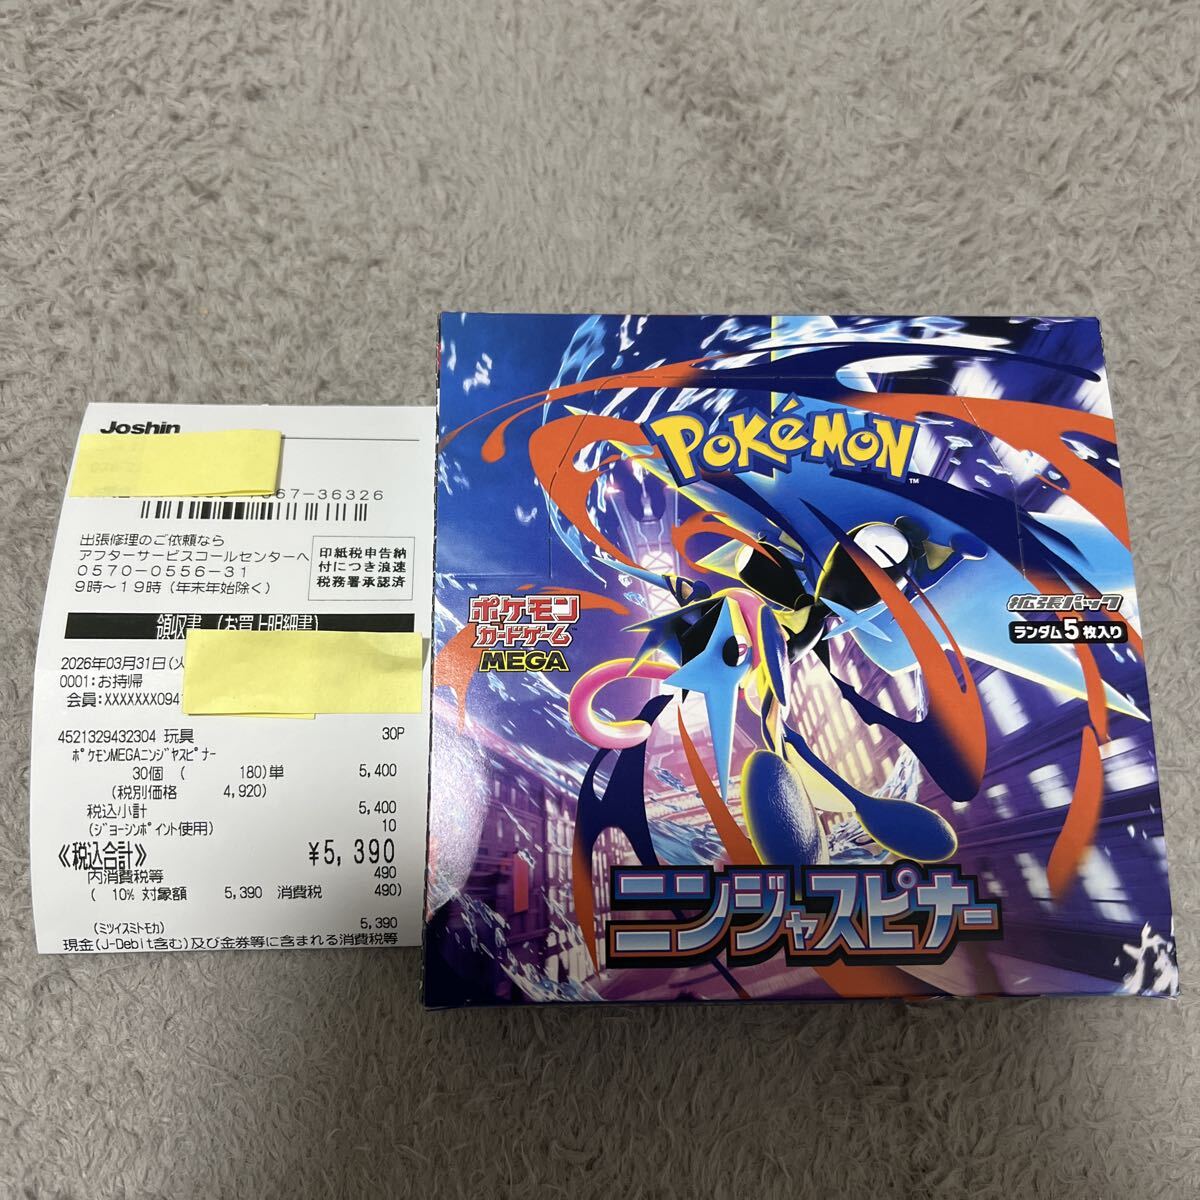 Joshin
67-36326
出張修理のご依頼なら
アフターサービスコールセンターへ
0570-0556-31
9時～19時(年末年始除く)
印紙税申告納
付につき浪速
税務署承認済
領収書 (お買上明細書)
2026年03月31日(火
0001:お持帰
会員:XXXXXXX094
4521329432304 玩具 30P
ポケモンMEGAニンジャスピナー
30個 ( 180)単 5,400
(税別価格 4,920)
税込小計 5,400
(ジョーシンポイント使用) 10
《税込合計》 ¥5,390
内消費税等 490
( 10% 対象額 5,390 消費税 490)
(ミツイスミトモカ) 5,390
現金(J-Debit含む)及び金券等に含まれる消費税等
POKéMON
TM
ポケモン
カードゲーム
MEGA
拡張パック
ランダム5枚入り
ニンジャスピナー